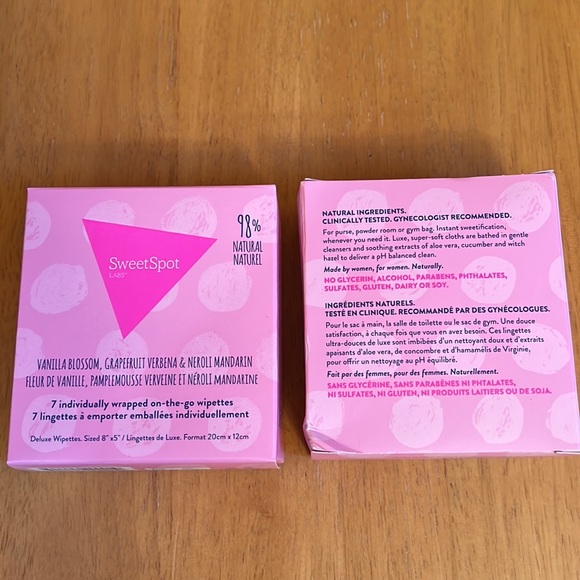 98%
NATURAL
NATUREL
SweetSpot
LABS
VANILLA BLOSSOM, GRAPEFRUIT VERBENA & NEROLI MANDARIN
FLEUR DE VANILLE, PAMPLEMOUSSE VERVEINE ET NÉROLI MANDARINE
7 individually wrapped on-the-go wipettes
7 lingettes à emporter emballées individuellement
Deluxe Wipettes. Sized 8" x5" / Lingettes de Luxe. Format 20cm x 12cm
NATURAL INGREDIENTS.
CLINICALLY TESTED. GYNECOLOGIST RECOMMENDED.
For purse, powder room or gym bag. Instant sweetification,
whenever you need it. Luxe, super-soft cloths are bathed in gentle
cleansers and soothing extracts of aloe vera, cucumber and witch
hazel to deliver a pH balanced clean.
Made by women, for women. Naturally.
NO GLYCERIN, ALCOHOL, PARABENS, PHTHALATES,
SULFATES, GLUTEN, DAIRY OR SOY.
INGRÉDIENTS NATURELS.
TESTÉ EN CLINIQUE. RECOMMANDÉ PAR DES GYNÉCOLOGUES.
Pour le sac à main, la salle de toilette ou le sac de gym. Une douce
satisfaction, à chaque fois que vous en avez besoin. Ces lingettes
ultra-douces de luxe sont imbibées d'un nettoyant doux et d'extraits
apaisants d'aloe vera, de concombre et d'hamamélis de Virginie,
pour offrir un nettoyage au pH équilibré.
Fait par des femmes, pour des femmes. Naturellement.
SANS GLYCÉRINE, SANS PARABÈNES NI PHTALATES,
NI SULFATES, NI GLUTEN, NI PRODUITS LAITIERS OU DE SOJA.